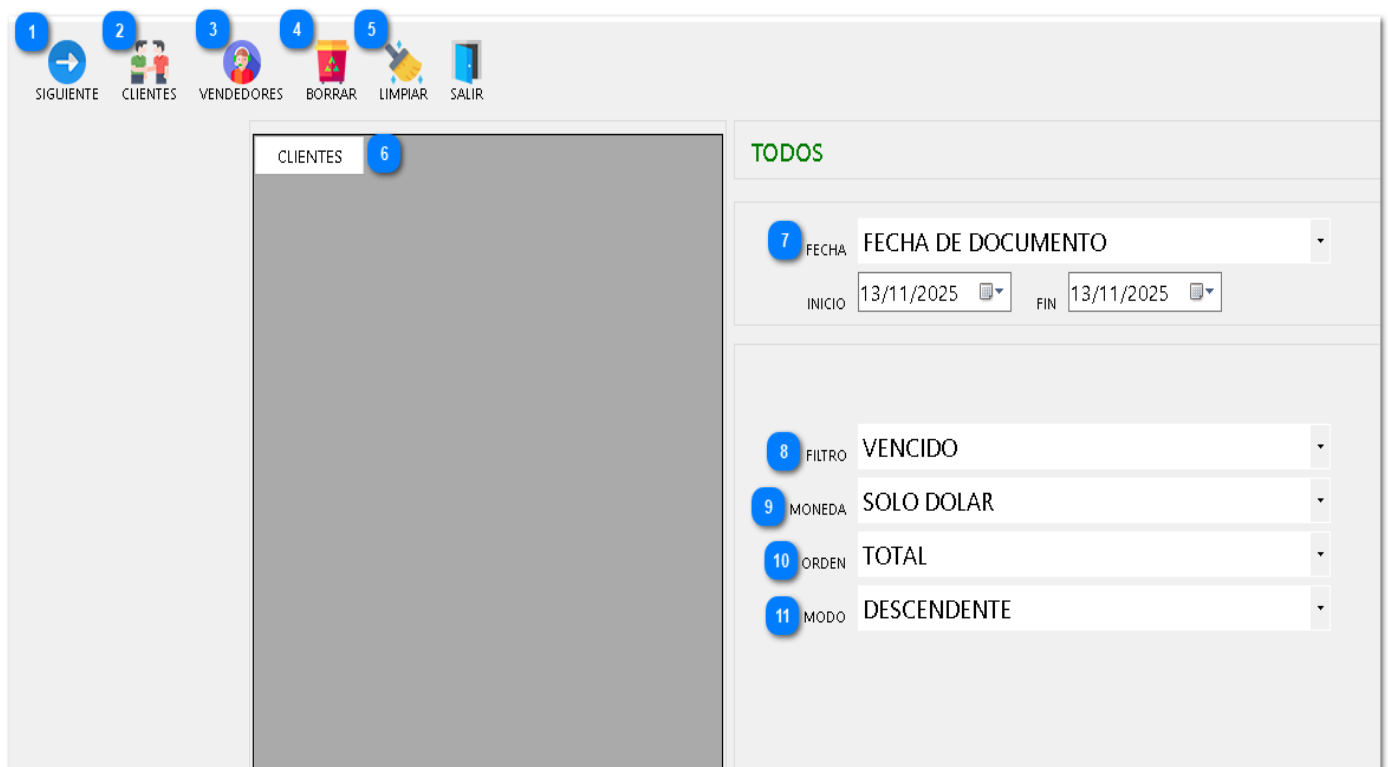 1 2 3 4 5
SIGUIENTE CLIENTES VENDEDORES BORRAR LIMPIAR SALIR
CLIENTES 6
TODOS
7 FECHA FECHA DE DOCUMENTO
INICIO 13/11/2025 FIN 13/11/2025
8 FILTRO VENCIDO
9 MONEDA SOLO DOLAR
10 ORDEN TOTAL
11 MODO DESCENDENTE